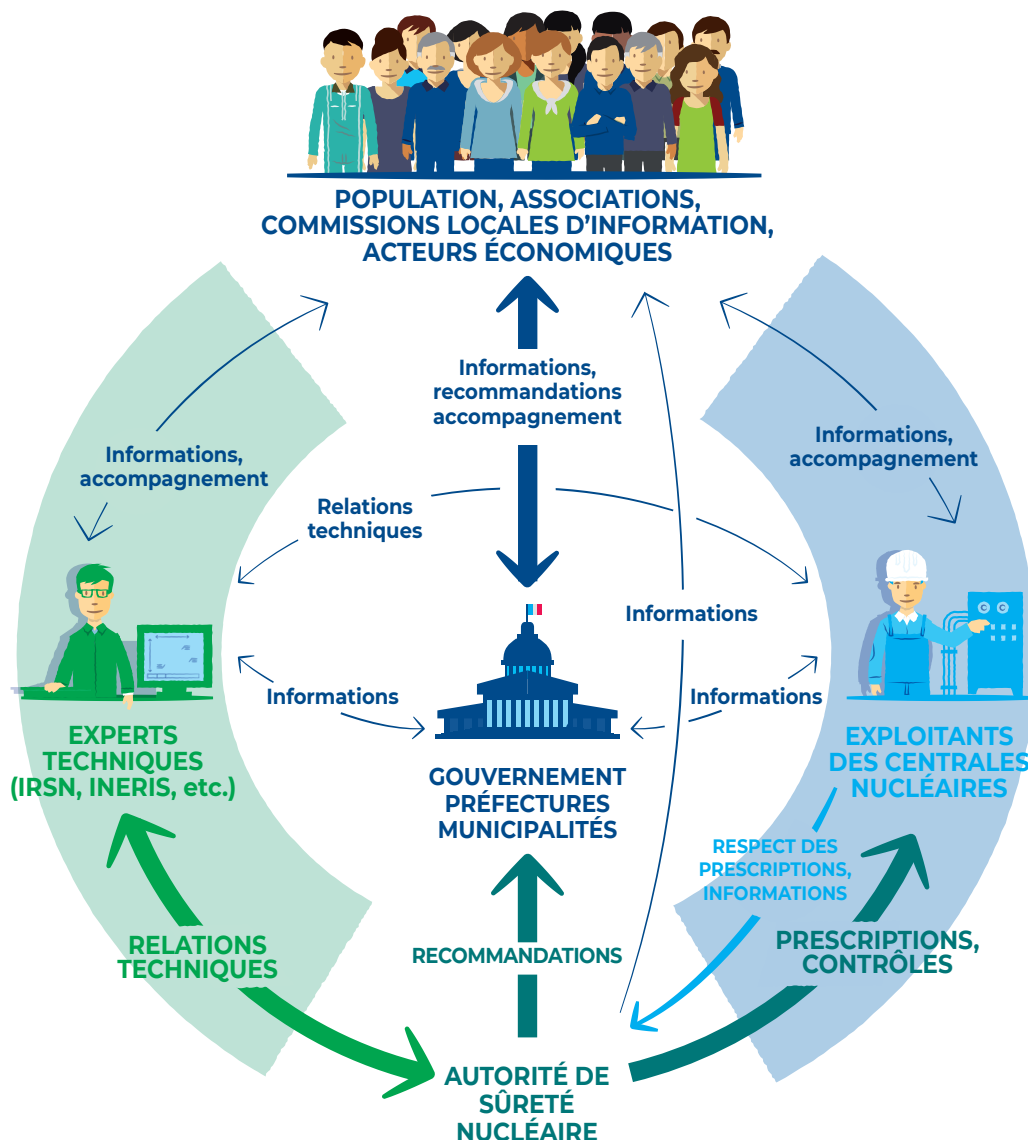 POPULATION, ASSOCIATIONS,
COMMISSIONS LOCALES D’INFORMATION,
ACTEURS ÉCONOMIQUES
Informations,
recommandations
accompagnement
Informations,
accompagnement
Informations,
accompagnement
Relations
techniques
Informations
Informations
Informations
EXPERTS
TECHNIQUES
(IRSN, INERIS, etc.)
GOUVERNEMENT
PRÉFECTURES
MUNICIPALITÉS
EXPLOITANTS
DES CENTRALES
NUCLÉAIRES
RESPECT DES
PRESCRIPTIONS,
INFORMATIONS
RELATIONS
TECHNIQUES
RECOMMANDATIONS
PRESCRIPTIONS,
CONTRÔLES
AUTORITÉ DE
SÛRETÉ
NUCLÉAIRE